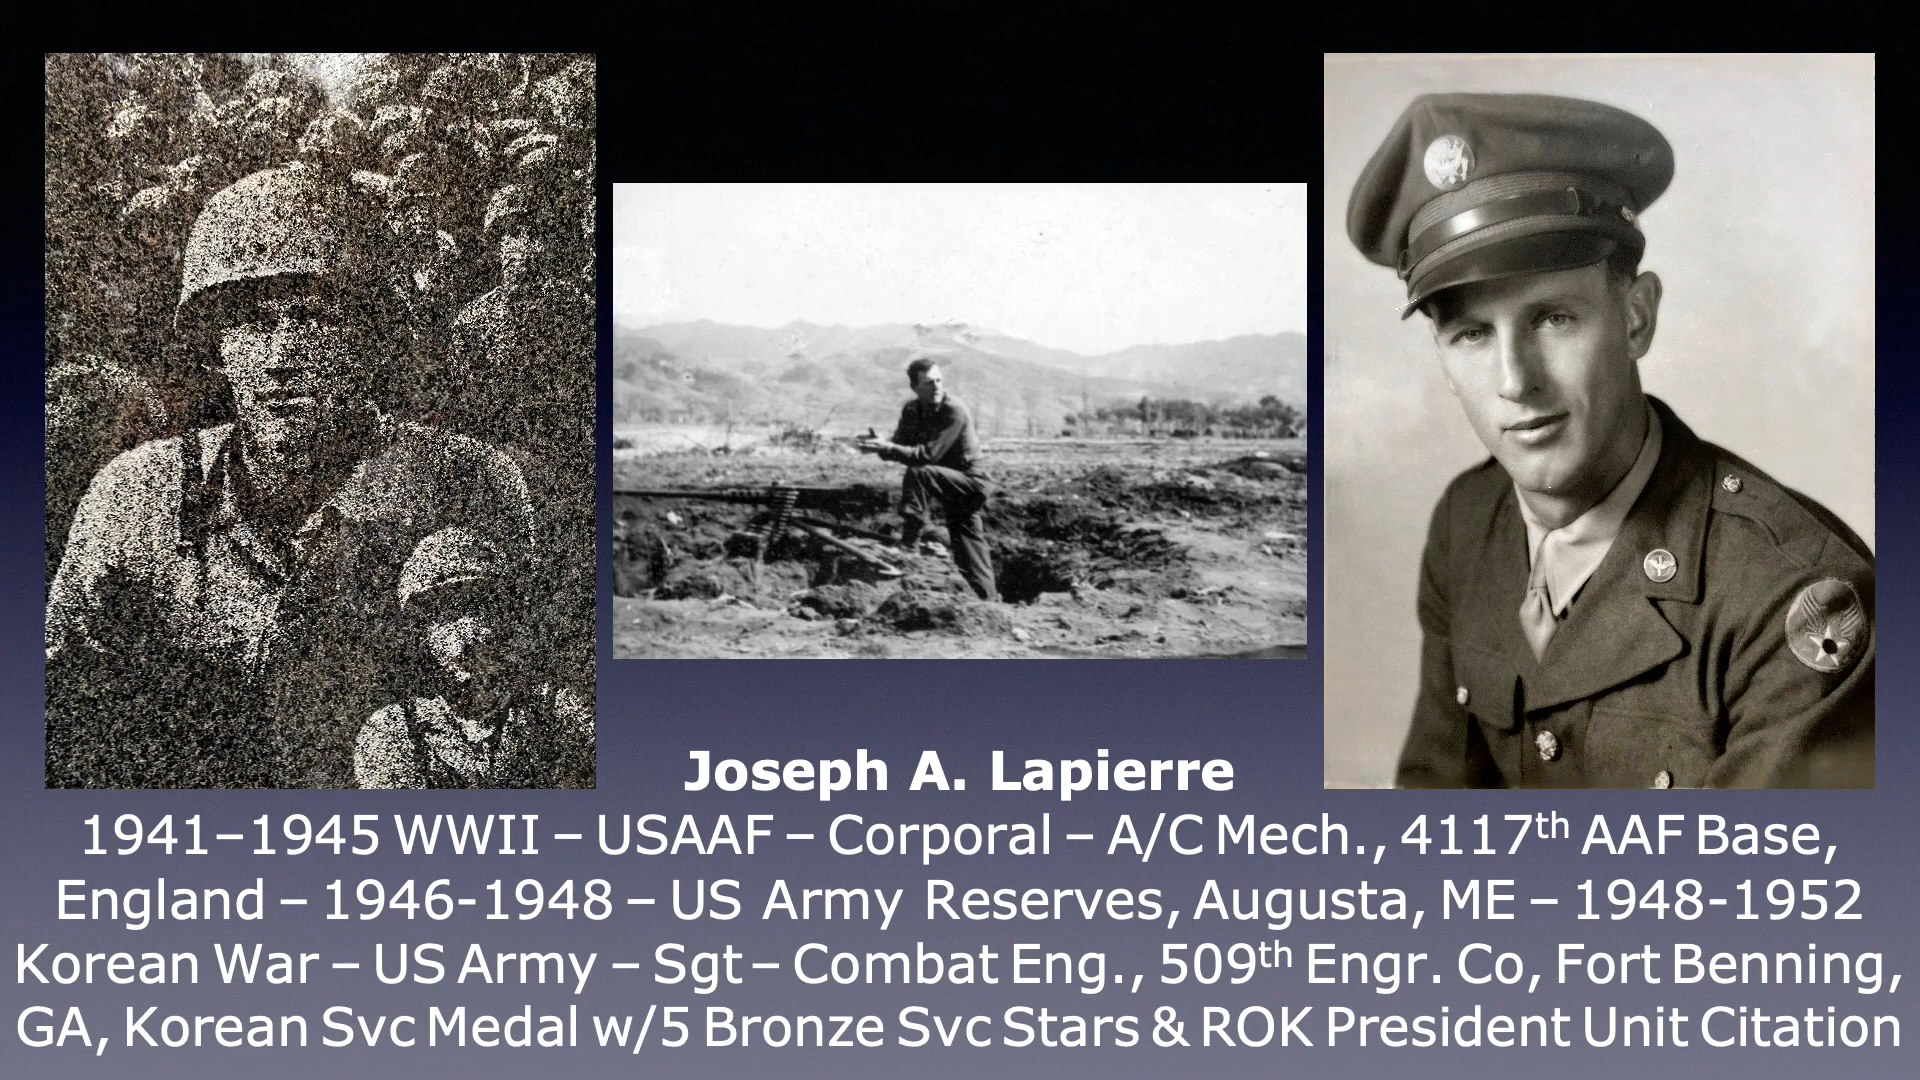 Joseph A. Lapierre
1941–1945 WWII – USAAF – Corporal – A/C Mech., 4117th AAF Base,
England – 1946-1948 – US Army Reserves, Augusta, ME – 1948-1952
Korean War – US Army – Sgt – Combat Eng., 509th Engr. Co, Fort Benning,
GA, Korean Svc Medal w/5 Bronze Svc Stars & ROK President Unit Citation